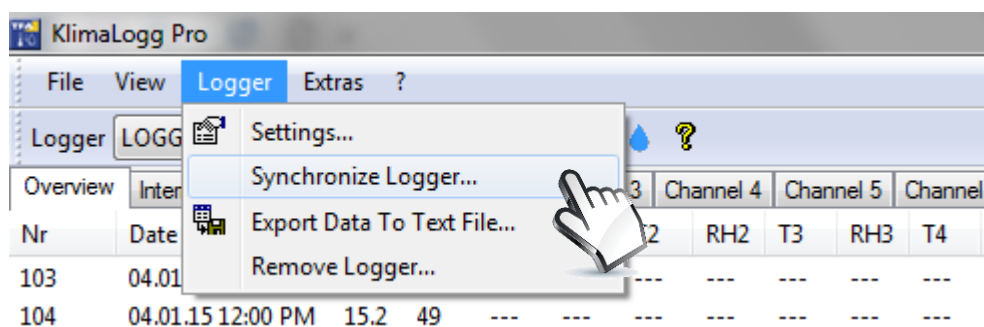 KlimaLogg Pro
File View Logger Extras ?
Logger LOGG
Settings...
Synchronize Logger...
Export Data To Text File...
Remove Logger...
Overview Inter 3 Channel 4 Channel 5 Channel
Nr Date 2 RH2 T3 RH3 T4
103 04.01 --- --- --- --- ---
104 04.01.15 12:00 PM 15.2 49 --- --- --- --- --- --- ---